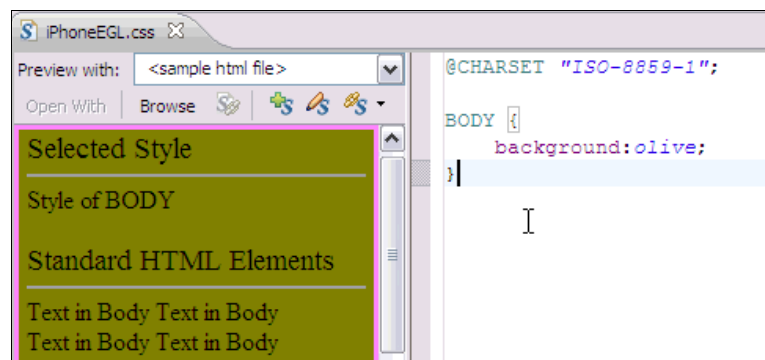 iPhoneEGL.css
Preview with: <sample html file>
Open With Browse
Selected Style
Style of BODY
Standard HTML Elements
Text in Body Text in Body
Text in Body Text in Body
@CHARSET "ISO-8859-1";
BODY {
background:olive;
}